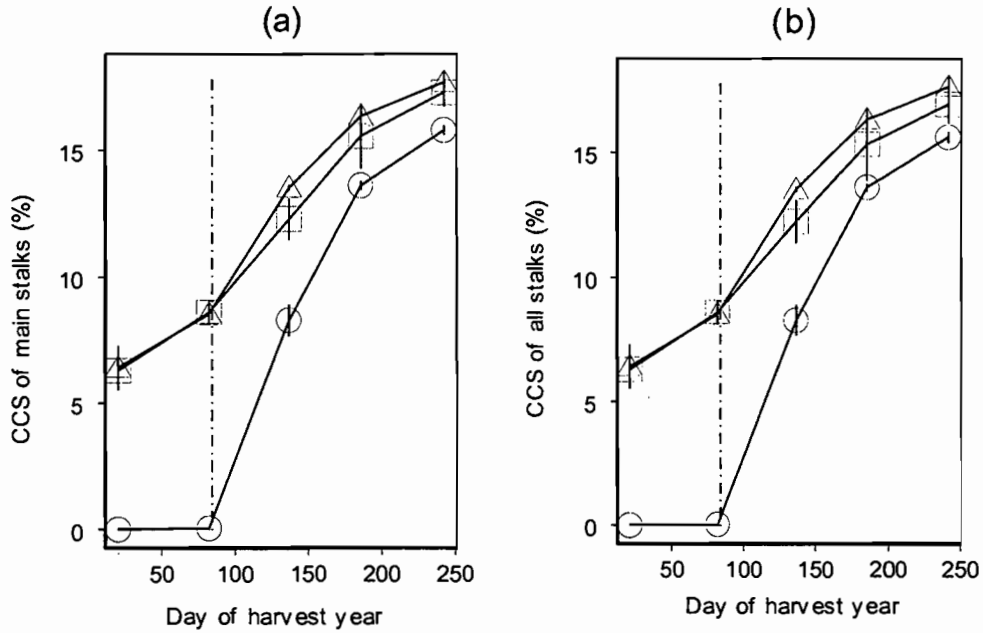 (a)
CCS of main stalks (%)
15
10
5
0
50 100 150 200 250
Day of harvest year
(b)
CCS of all stalks (%)
15
10
5
0
50 100 150 200 250
Day of harvest year